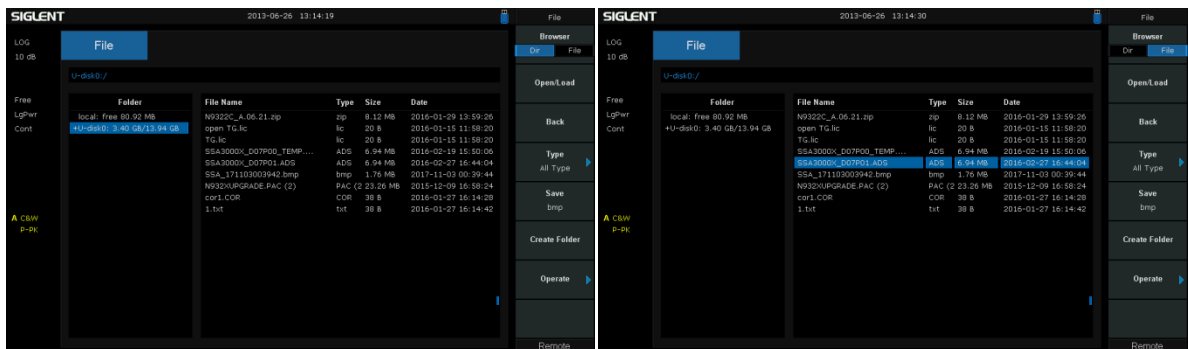 SIGLENT 2013-06-26 13:14:19 File
LOG
10 dB
Free
LgPwr
Cont
A C&W
P-PK
File
U-disk0:/
Folder
local: free 80.92 MB
+U-disk0: 3.40 GB/13.94 GB
File Name Type Size Date
N9322C_A.06.21.zip zip 8.12 MB 2016-01-29 13:59:26
open TG.lic lic 20 B 2016-01-15 11:58:20
TG.lic lic 20 B 2016-01-15 11:58:20
SSA3000X_D07P00_TEMP.... ADS 6.94 MB 2016-02-19 15:50:06
SSA3000X_D07P01.ADS ADS 6.94 MB 2016-02-27 16:44:04
SSA_171103003942.bmp bmp 1.76 MB 2017-11-03 00:39:44
N932XUPGRADE.PAC (2) PAC (2 23.26 MB 2015-12-09 16:58:24
cor1.COR COR 38 B 2016-01-27 16:14:28
1.txt txt 38 B 2016-01-27 16:14:42
Browser
Dir File
Open/Load
Back
Type
All Type
Save
bmp
Create Folder
Operate
Remote
SIGLENT 2013-06-26 13:14:30 File
LOG
10 dB
Free
LgPwr
Cont
A C&W
P-PK
File
U-disk0:/
Folder
local: free 80.92 MB
+U-disk0: 3.40 GB/13.94 GB
File Name Type Size Date
N9322C_A.06.21.zip zip 8.12 MB 2016-01-29 13:59:26
open TG.lic lic 20 B 2016-01-15 11:58:20
TG.lic lic 20 B 2016-01-15 11:58:20
SSA3000X_D07P00_TEMP.... ADS 6.94 MB 2016-02-19 15:50:06
SSA3000X_D07P01.ADS ADS 6.94 MB 2016-02-27 16:44:04
SSA_171103003942.bmp bmp 1.76 MB 2017-11-03 00:39:44
N932XUPGRADE.PAC (2) PAC (2 23.26 MB 2015-12-09 16:58:24
cor1.COR COR 38 B 2016-01-27 16:14:28
1.txt txt 38 B 2016-01-27 16:14:42
Browser
Dir File
Open/Load
Back
Type
All Type
Save
bmp
Create Folder
Operate
Remote